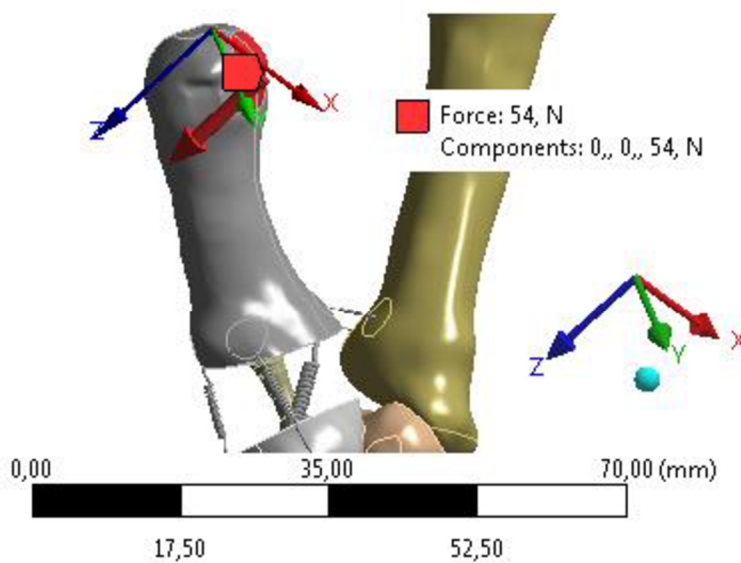 Z
X
Force: 54, N
Components: 0,, 0,, 54, N
Z
Y
X
0,00 35,00 70,00 (mm)
17,50 52,50